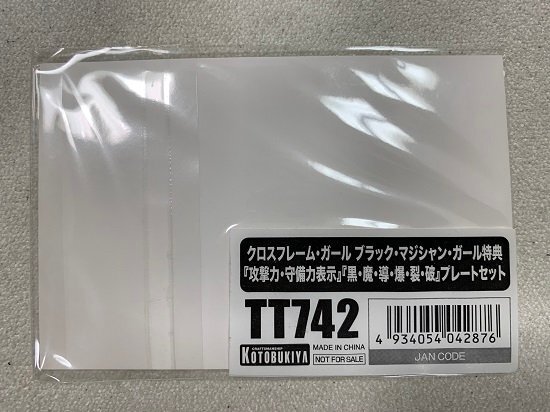 クロスフレーム・ガール ブラック・マジシャン・ガール特典
『攻撃力・守備力表示』『黒・魔・導・爆・裂・破』プレートセット
TT742
CRAFTSMANSHIP
KOTOBUKIYA
MADE IN CHINA
NOT FOR SALE
4 934054 042876
JAN CODE